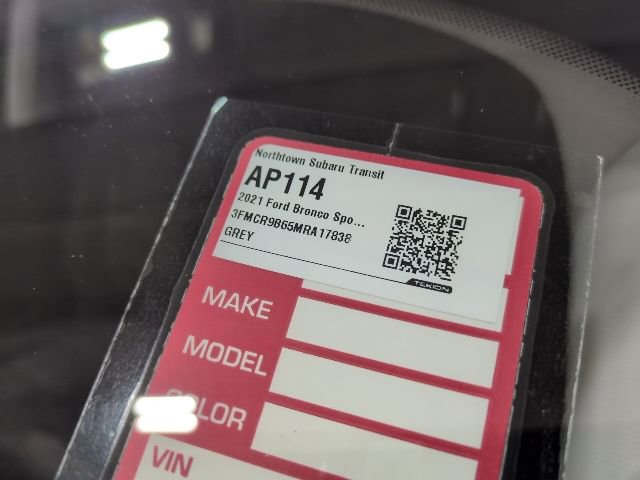 Northtown Subaru Transit
AP114
2021 Ford Bronco Spo...
3FMCR9B65MRA17838
GREY
TEKION
MAKE
MODEL
COLOR
VIN